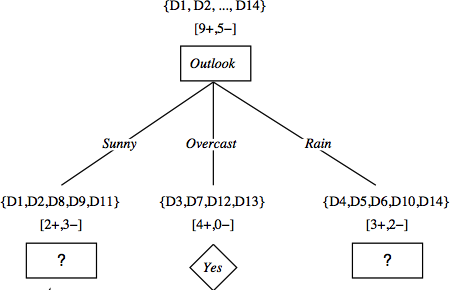 {D1, D2, ..., D14}
[9+,5−]
Outlook
Sunny Overcast Rain
{D1,D2,D8,D9,D11} {D3,D7,D12,D13} {D4,D5,D6,D10,D14}
[2+,3−] [4+,0−] [3+,2−]
? Yes ?